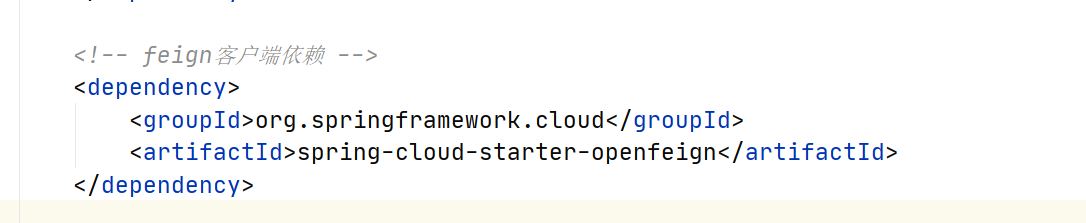 <!-- feign客户端依赖 -->
<dependency>
<groupId>org.springframework.cloud</groupId>
<artifactId>spring-cloud-starter-openfeign</artifactId>
</dependency>